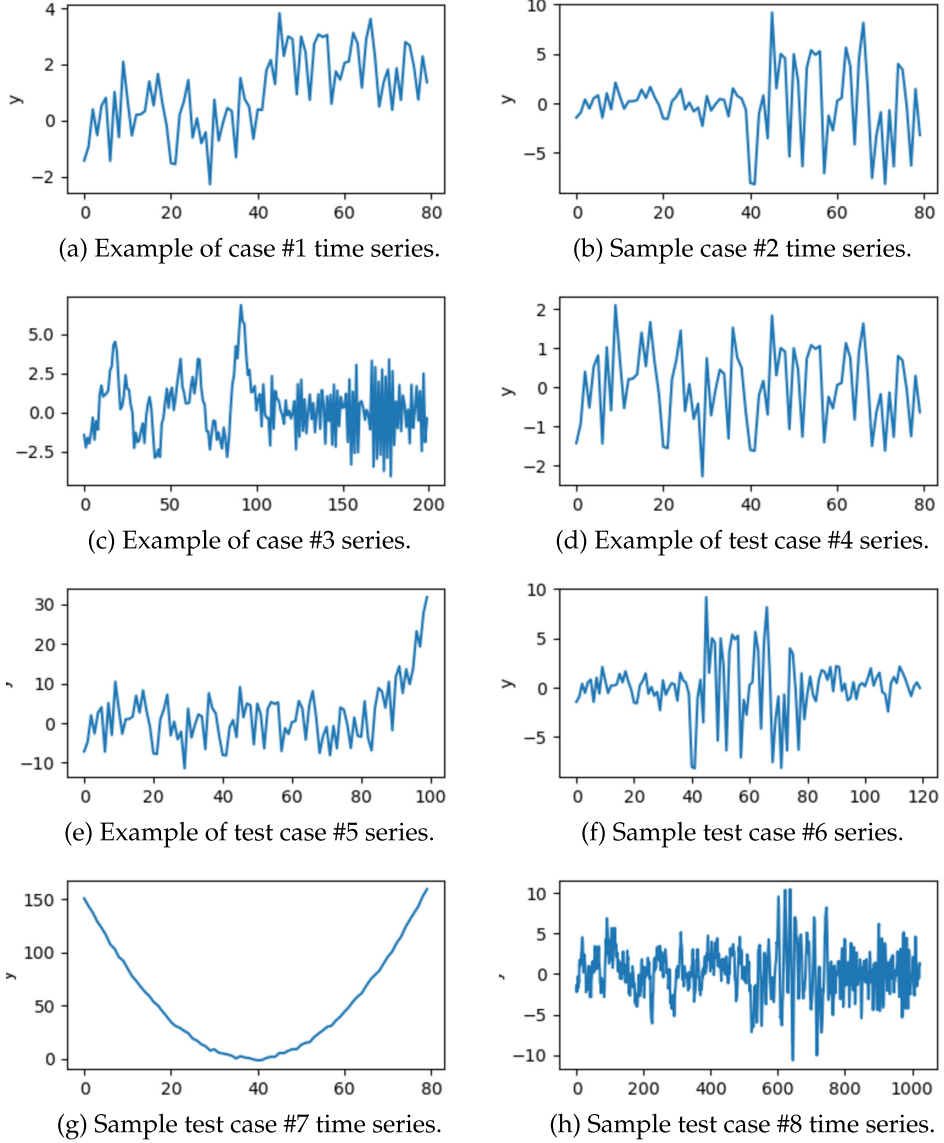 4
2
0
−2
y
0 20 40 60 80
(a) Example of case #1 time series.
10
5
0
−5
y
0 20 40 60 80
(b) Sample case #2 time series.
5.0
2.5
0.0
−2.5
0 50 100 150 200
(c) Example of case #3 series.
2
1
0
−1
−2
y
0 20 40 60 80
(d) Example of test case #4 series.
30
20
10
0
−10
0 20 40 60 80 100
(e) Example of test case #5 series.
10
5
0
−5
y
0 20 40 60 80 100 120
(f) Sample test case #6 series.
150
100
50
0
y
0 20 40 60 80
(g) Sample test case #7 time series.
10
5
0
−5
−10
0 200 400 600 800 1000
(h) Sample test case #8 time series.